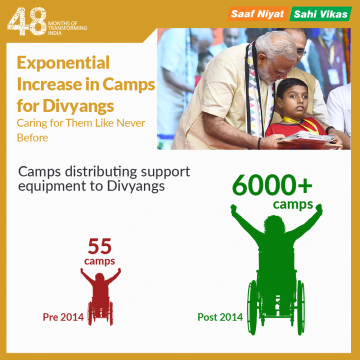 48 MONTHS OF
TRANSFORMING
INDIA
Saaf Niyat Sahi Vikas
Exponential
Increase in Camps
for Divyangs
Caring for Them Like Never
Before
Camps distributing support
equipment to Divyangs
6000+
camps
55
camps
Pre 2014
Post 2014